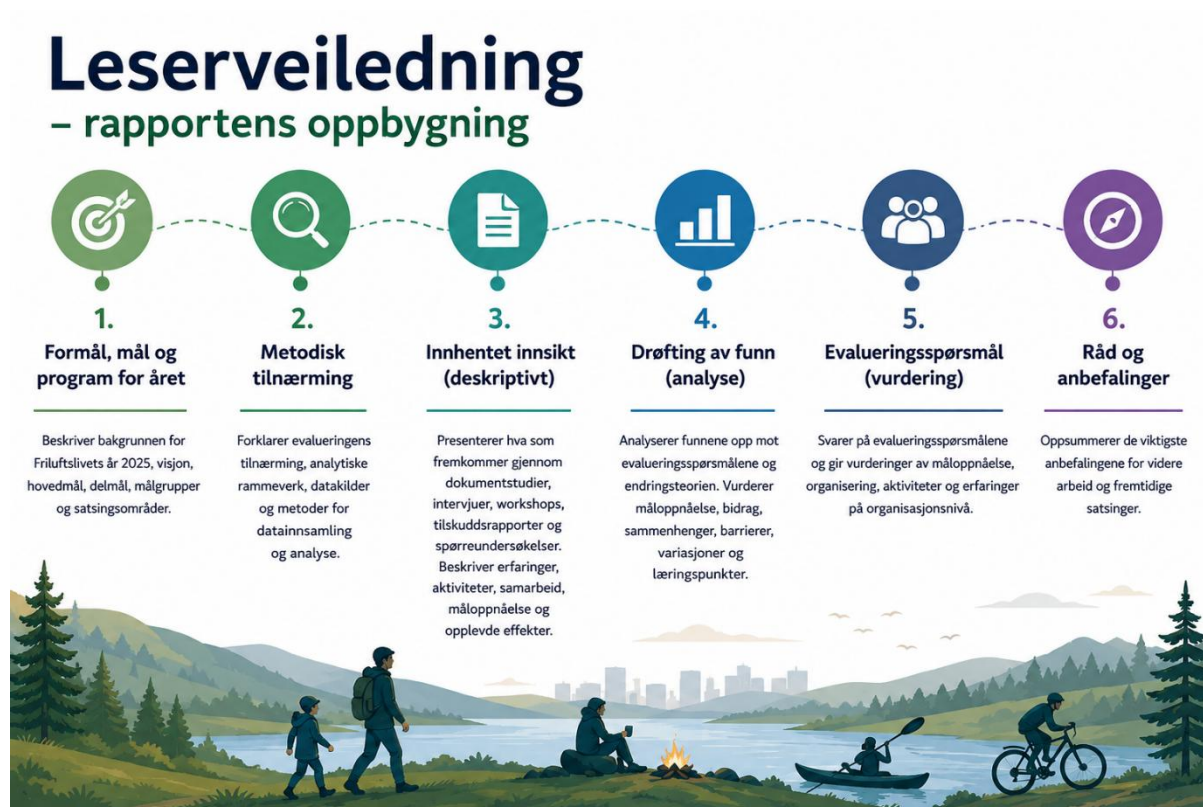 Leserveiledning
– rapportens oppbygning
1.
Formål, mål og
program for året
Beskriver bakgrunnen for
Friluftslivets år 2025, visjon,
hovedmål, delmål, målgrupper
og satsingsområder.
2.
Metodisk
tilnærming
Forklarer evalueringens
tilnærming, analytiske
rammeverk, datakilder
og metoder for
datainnsamling
og analyse.
3.
Innhentet innsikt
(deskriptivt)
Presenterer hva som
fremkommer gjennom
dokumentstudier,
intervjuer, workshops,
tilskuddsrapporter og
spørreundersøkelser.
Beskriver erfaringer,
aktiviteter, samarbeid,
måloppnåelse og
opplevde effekter.
4.
Drøfting av funn
(analyse)
Analyserer funnene opp mot
evalueringsspørsmålene og
endringsteorien. Vurderer
måloppnåelse, bidrag,
sammenhenger, barrierer,
variasjoner og
læringspunkter.
5.
Evalueringsspørsmål
(vurdering)
Svarer på evalueringsspørsmålene
og gir vurderinger av måloppnåelse,
organisering, aktiviteter og erfaringer
på organisasjonsnivå.
6.
Råd og
anbefalinger
Oppsummerer de viktigste
anbefalingene for videre
arbeid og fremtidige
satsinger.